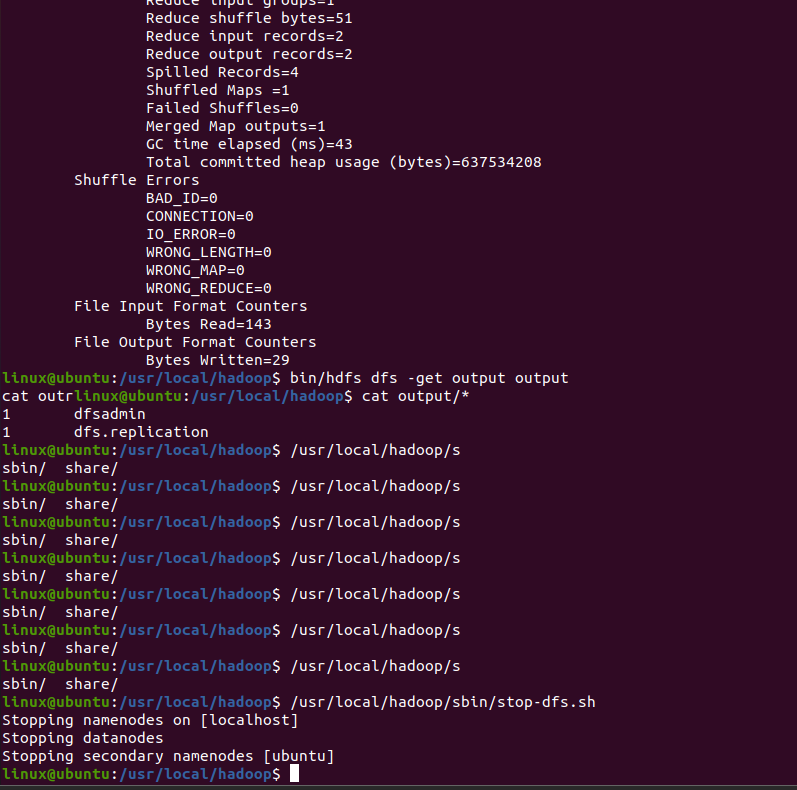 Reduce input groups=1
Reduce shuffle bytes=51
Reduce input records=2
Reduce output records=2
Spilled Records=4
Shuffled Maps =1
Failed Shuffles=0
Merged Map outputs=1
GC time elapsed (ms)=43
Total committed heap usage (bytes)=637534208
Shuffle Errors
BAD_ID=0
CONNECTION=0
IO_ERROR=0
WRONG_LENGTH=0
WRONG_MAP=0
WRONG_REDUCE=0
File Input Format Counters
Bytes Read=143
File Output Format Counters
Bytes Written=29
linux@ubuntu:/usr/local/hadoop$ bin/hdfs dfs -get output output
cat outrlinux@ubuntu:/usr/local/hadoop$ cat output/*
1       dfsadmin
1       dfs.replication
linux@ubuntu:/usr/local/hadoop$ /usr/local/hadoop/s
sbin/  share/
linux@ubuntu:/usr/local/hadoop$ /usr/local/hadoop/s
sbin/  share/
linux@ubuntu:/usr/local/hadoop$ /usr/local/hadoop/s
sbin/  share/
linux@ubuntu:/usr/local/hadoop$ /usr/local/hadoop/s
sbin/  share/
linux@ubuntu:/usr/local/hadoop$ /usr/local/hadoop/s
sbin/  share/
linux@ubuntu:/usr/local/hadoop$ /usr/local/hadoop/s
sbin/  share/
linux@ubuntu:/usr/local/hadoop$ /usr/local/hadoop/s
sbin/  share/
linux@ubuntu:/usr/local/hadoop$ /usr/local/hadoop/sbin/stop-dfs.sh
Stopping namenodes on [localhost]
Stopping datanodes
Stopping secondary namenodes [ubuntu]
linux@ubuntu:/usr/local/hadoop$